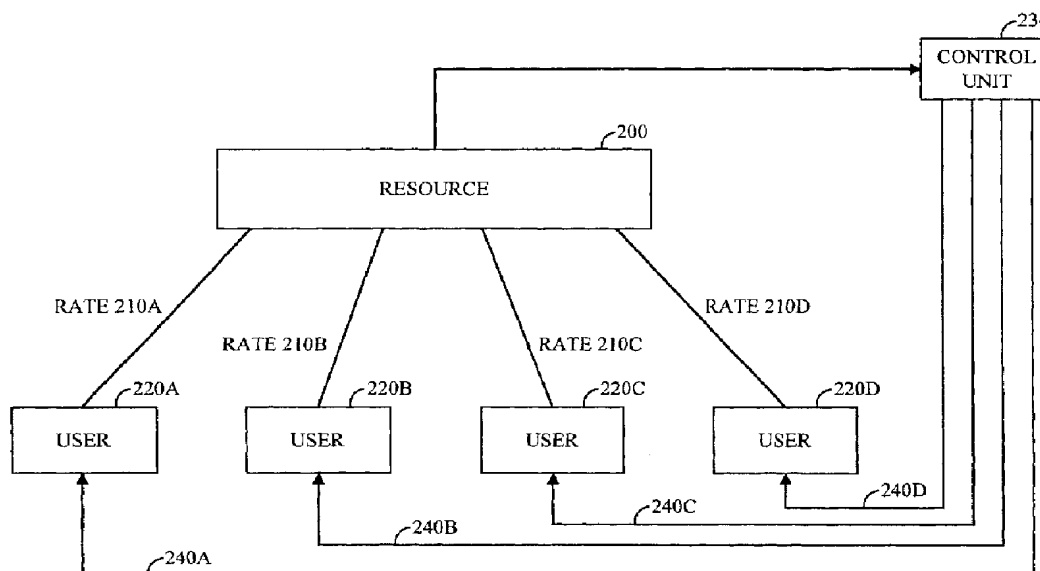 CONTROL
UNIT
200
RESOURCE
RATE 210A
RATE 210B
RATE 210C
RATE 210D
220A
220B
220C
220D
USER
USER
USER
USER
240D
240C
240B
240A